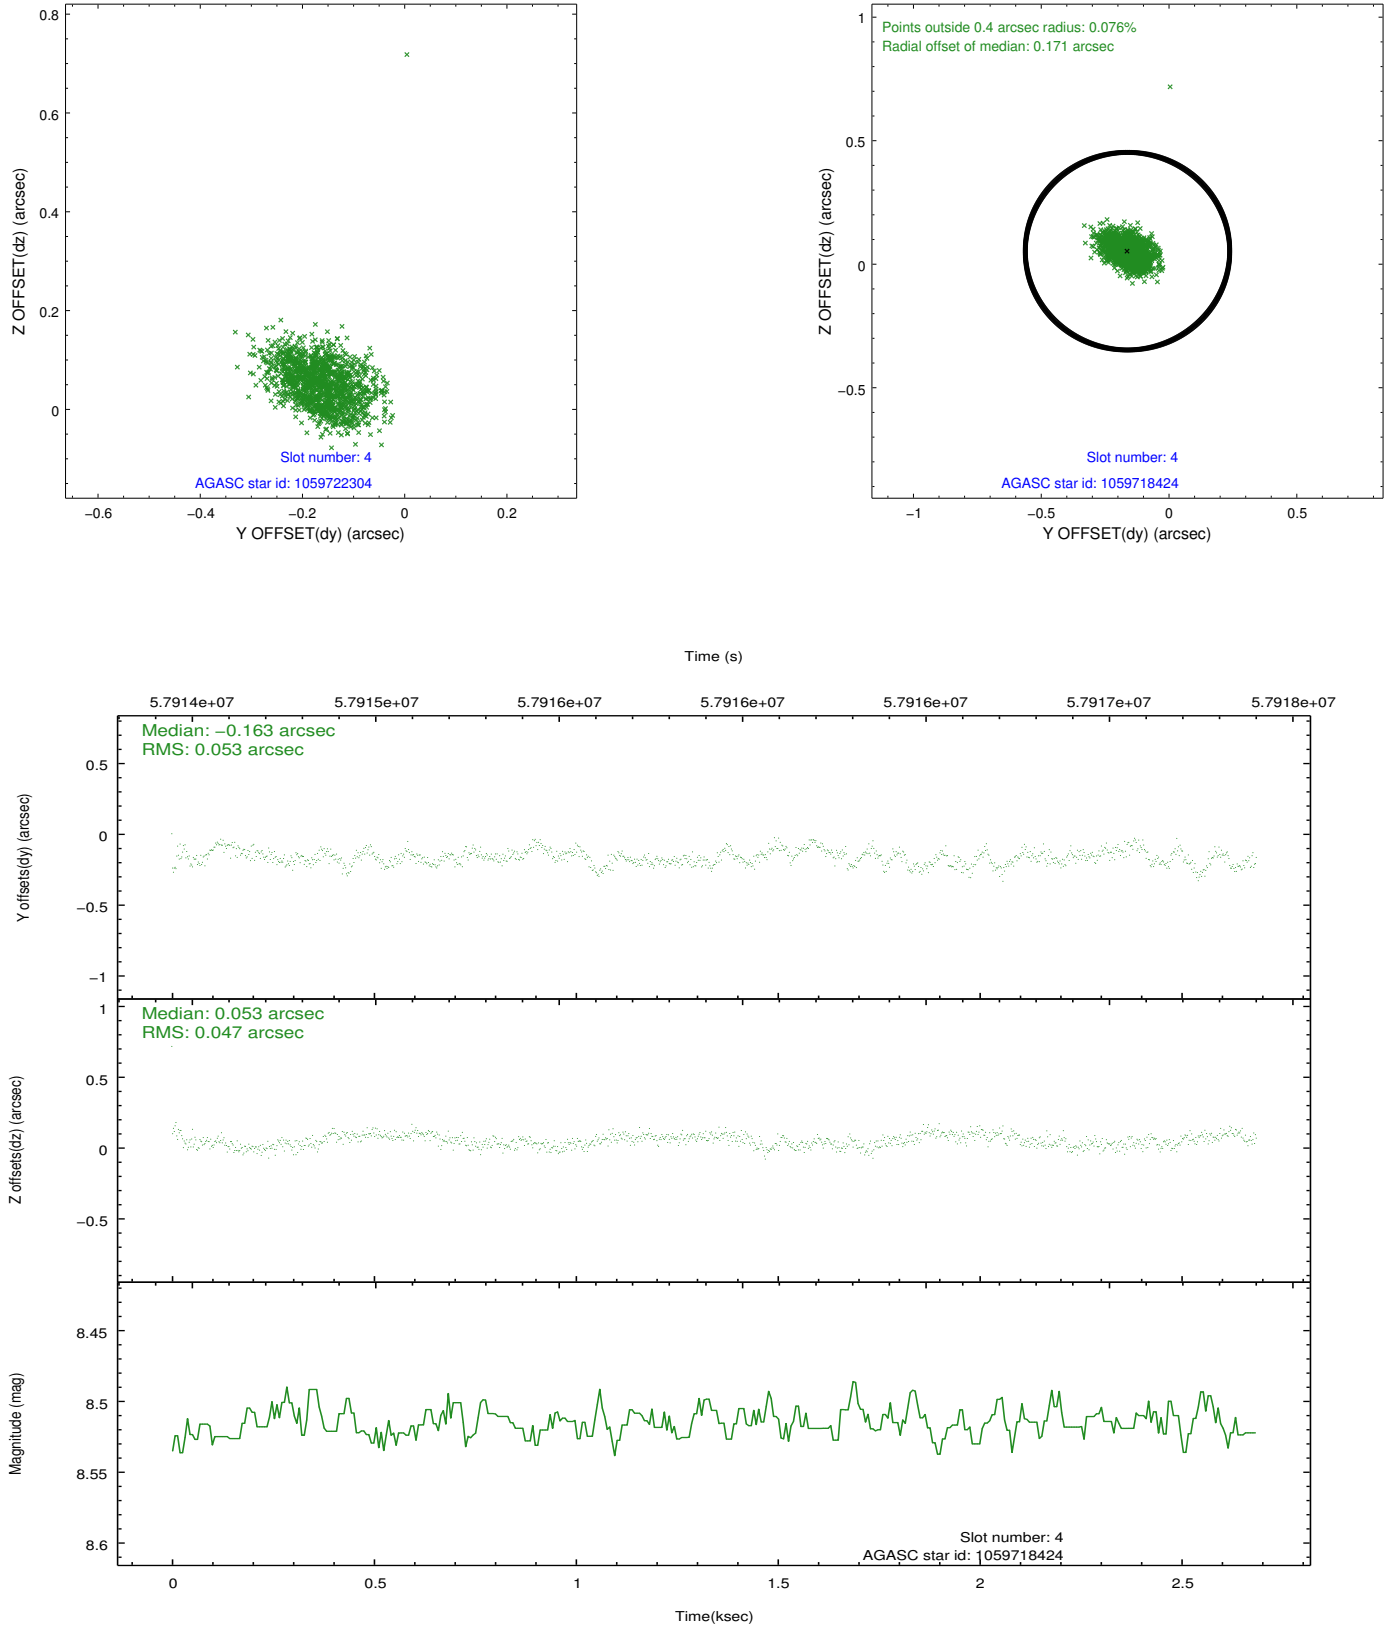 0.8
0.6
0.4
0.2
0
Z OFFSET(dz) (arcsec)
Slot number: 4
AGASC star id: 1059722304
−0.6 −0.4 −0.2 0 0.2
Y OFFSET(dy) (arcsec)
Points outside 0.4 arcsec radius: 0.076%
Radial offset of median: 0.171 arcsec
1
0.5
0
−0.5
Z OFFSET(dz) (arcsec)
Slot number: 4
AGASC star id: 1059718424
−1 −0.5 0 0.5
Y OFFSET(dy) (arcsec)
Time (s)
5.7914e+07 5.7915e+07 5.7916e+07 5.7916e+07 5.7916e+07 5.7917e+07 5.7918e+07
Median: −0.163 arcsec
RMS: 0.053 arcsec
0.5
0
−0.5
−1
Y offsets(dy) (arcsec)
Median: 0.053 arcsec
RMS: 0.047 arcsec
1
0.5
0
−0.5
Z offsets(dz) (arcsec)
8.45
8.5
8.55
8.6
Magnitude (mag)
Slot number: 4
AGASC star id: 1059718424
0 0.5 1 1.5 2 2.5
Time(ksec)